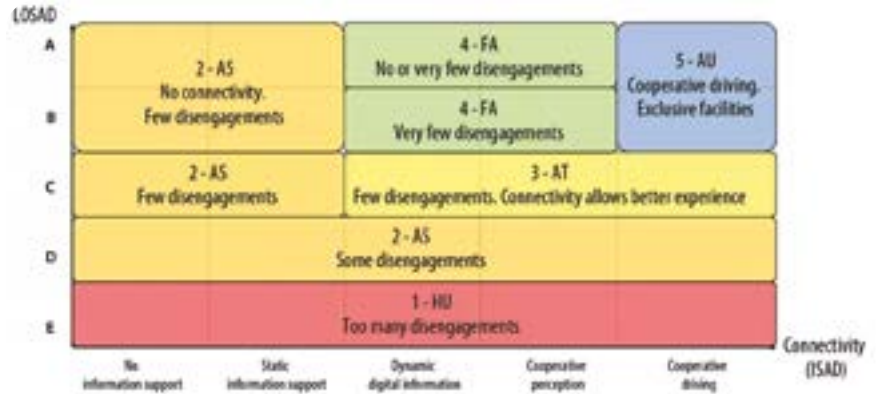 LOSAD
A
2 - AS
No connectivity.
Few disengagements
4 - FA
No or very few disengagements
5 - AU
Cooperative driving.
Exclusive facilities
B
4 - FA
Very few disengagements
C
2 - AS
Few disengagements
3 - AT
Few disengagements. Connectivity allows better experience
D
2 - AS
Some disengagements
E
1 - HU
Too many disengagements
Connectivity
(ISAD)
No
information support
Static
information support
Dynamic
digital information
Cooperative
perception
Cooperative
driving